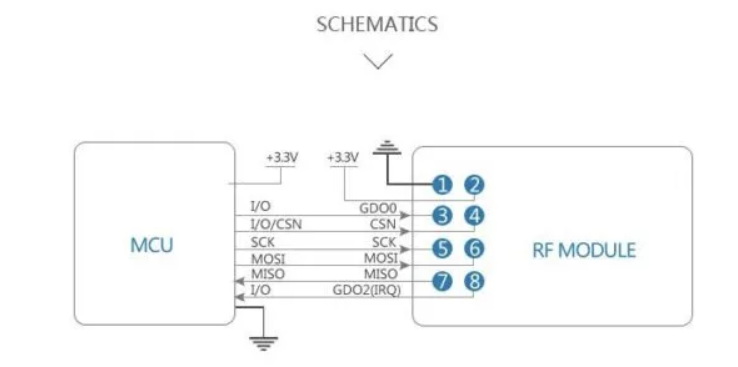 SCHEMATICS
+3.3V
+3.3V
1 2
I/O GDO0 3 4
I/O/CSN CSN
SCK SCK 5 6
MCU
RF MODULE
MOSI MOSI
MISO MISO 7 8
I/O GDO2(IRQ)